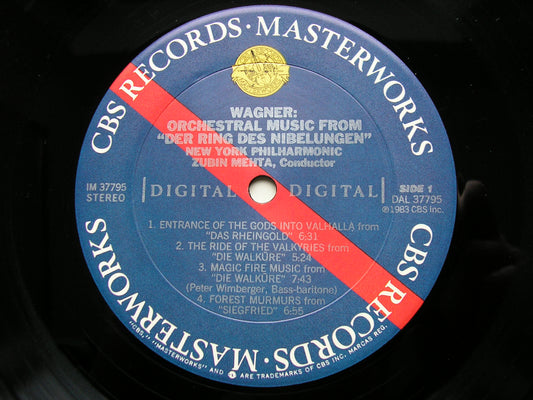 CBS RECORDS · MASTERWORKS
CBS RECORDS · MASTERWORKS
WAGNER:
ORCHESTRAL MUSIC FROM
"DER RING DES NIBELUNGEN"
NEW YORK PHILHARMONIC
ZUBIN MEHTA, Conductor
IM 37795
STEREO
DIGITAL DIGITAL
SIDE 1
DAL 37795
℗1983 CBS Inc.
1. ENTRANCE OF THE GODS INTO VALHALLA from
"DAS RHEINGOLD" 6:31
2. THE RIDE OF THE VALKYRIES from
"DIE WALKÜRE" 5:24
3. MAGIC FIRE MUSIC from
"DIE WALKÜRE" 7:43
(Peter Wimberger, Bass-baritone)
4. FOREST MURMURS from
"SIEGFRIED" 6:55
"CBS," "MASTERWORKS" AND ARE TRADEMARKS OF CBS INC. MARCAS REG.